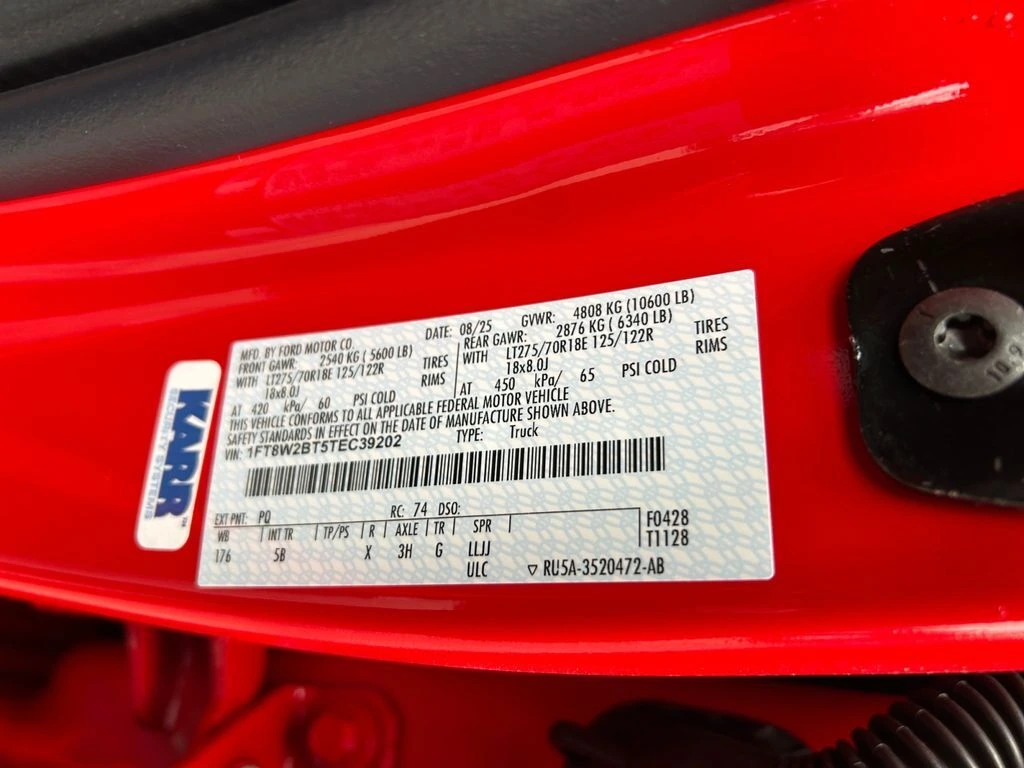 MFD. BY FORD MOTOR CO. DATE: 08/25 GVWR: 4808 KG (10600 LB)
FRONT GAWR: 2540 KG ( 5600 LB) REAR GAWR: 2876 KG ( 6340 LB)
WITH LT275/70R18E 125/122R TIRES WITH LT275/70R18E 125/122R TIRES
18x8.0J RIMS 18x8.0J RIMS
AT 420 kPa/ 60 PSI COLD AT 450 kPa/ 65 PSI COLD
THIS VEHICLE CONFORMS TO ALL APPLICABLE FEDERAL MOTOR VEHICLE
SAFETY STANDARDS IN EFFECT ON THE DATE OF MANUFACTURE SHOWN ABOVE.
VIN: 1FT8W2BT5TEC39202 TYPE: Truck
EXT PNT: PQ RC: 74 DSO:
WB INT TR TP/PS R AXLE TR SPR F0428
176 5B X 3H G LLJJ T1128
ULC ▽ RU5A-3520472-AB
KARR™
SECURITY SYSTEMS
10.9